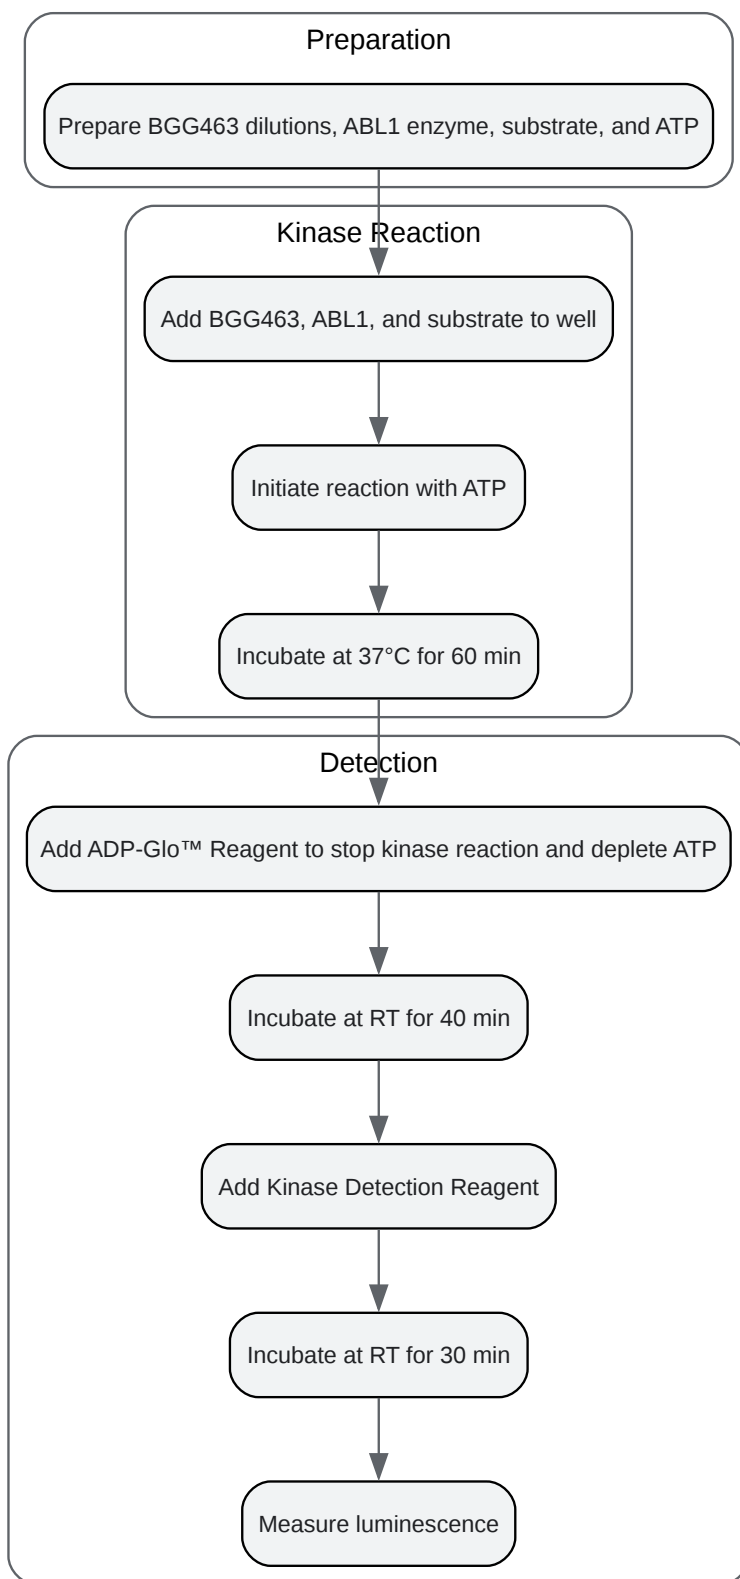 Preparation
Prepare BGG463 dilutions, ABL1 enzyme, substrate, and ATP
Kinase Reaction
Add BGG463, ABL1, and substrate to well
Initiate reaction with ATP
Incubate at 37°C for 60 min
Detection
Add ADP-Glo™ Reagent to stop kinase reaction and deplete ATP
Incubate at RT for 40 min
Add Kinase Detection Reagent
Incubate at RT for 30 min
Measure luminescence